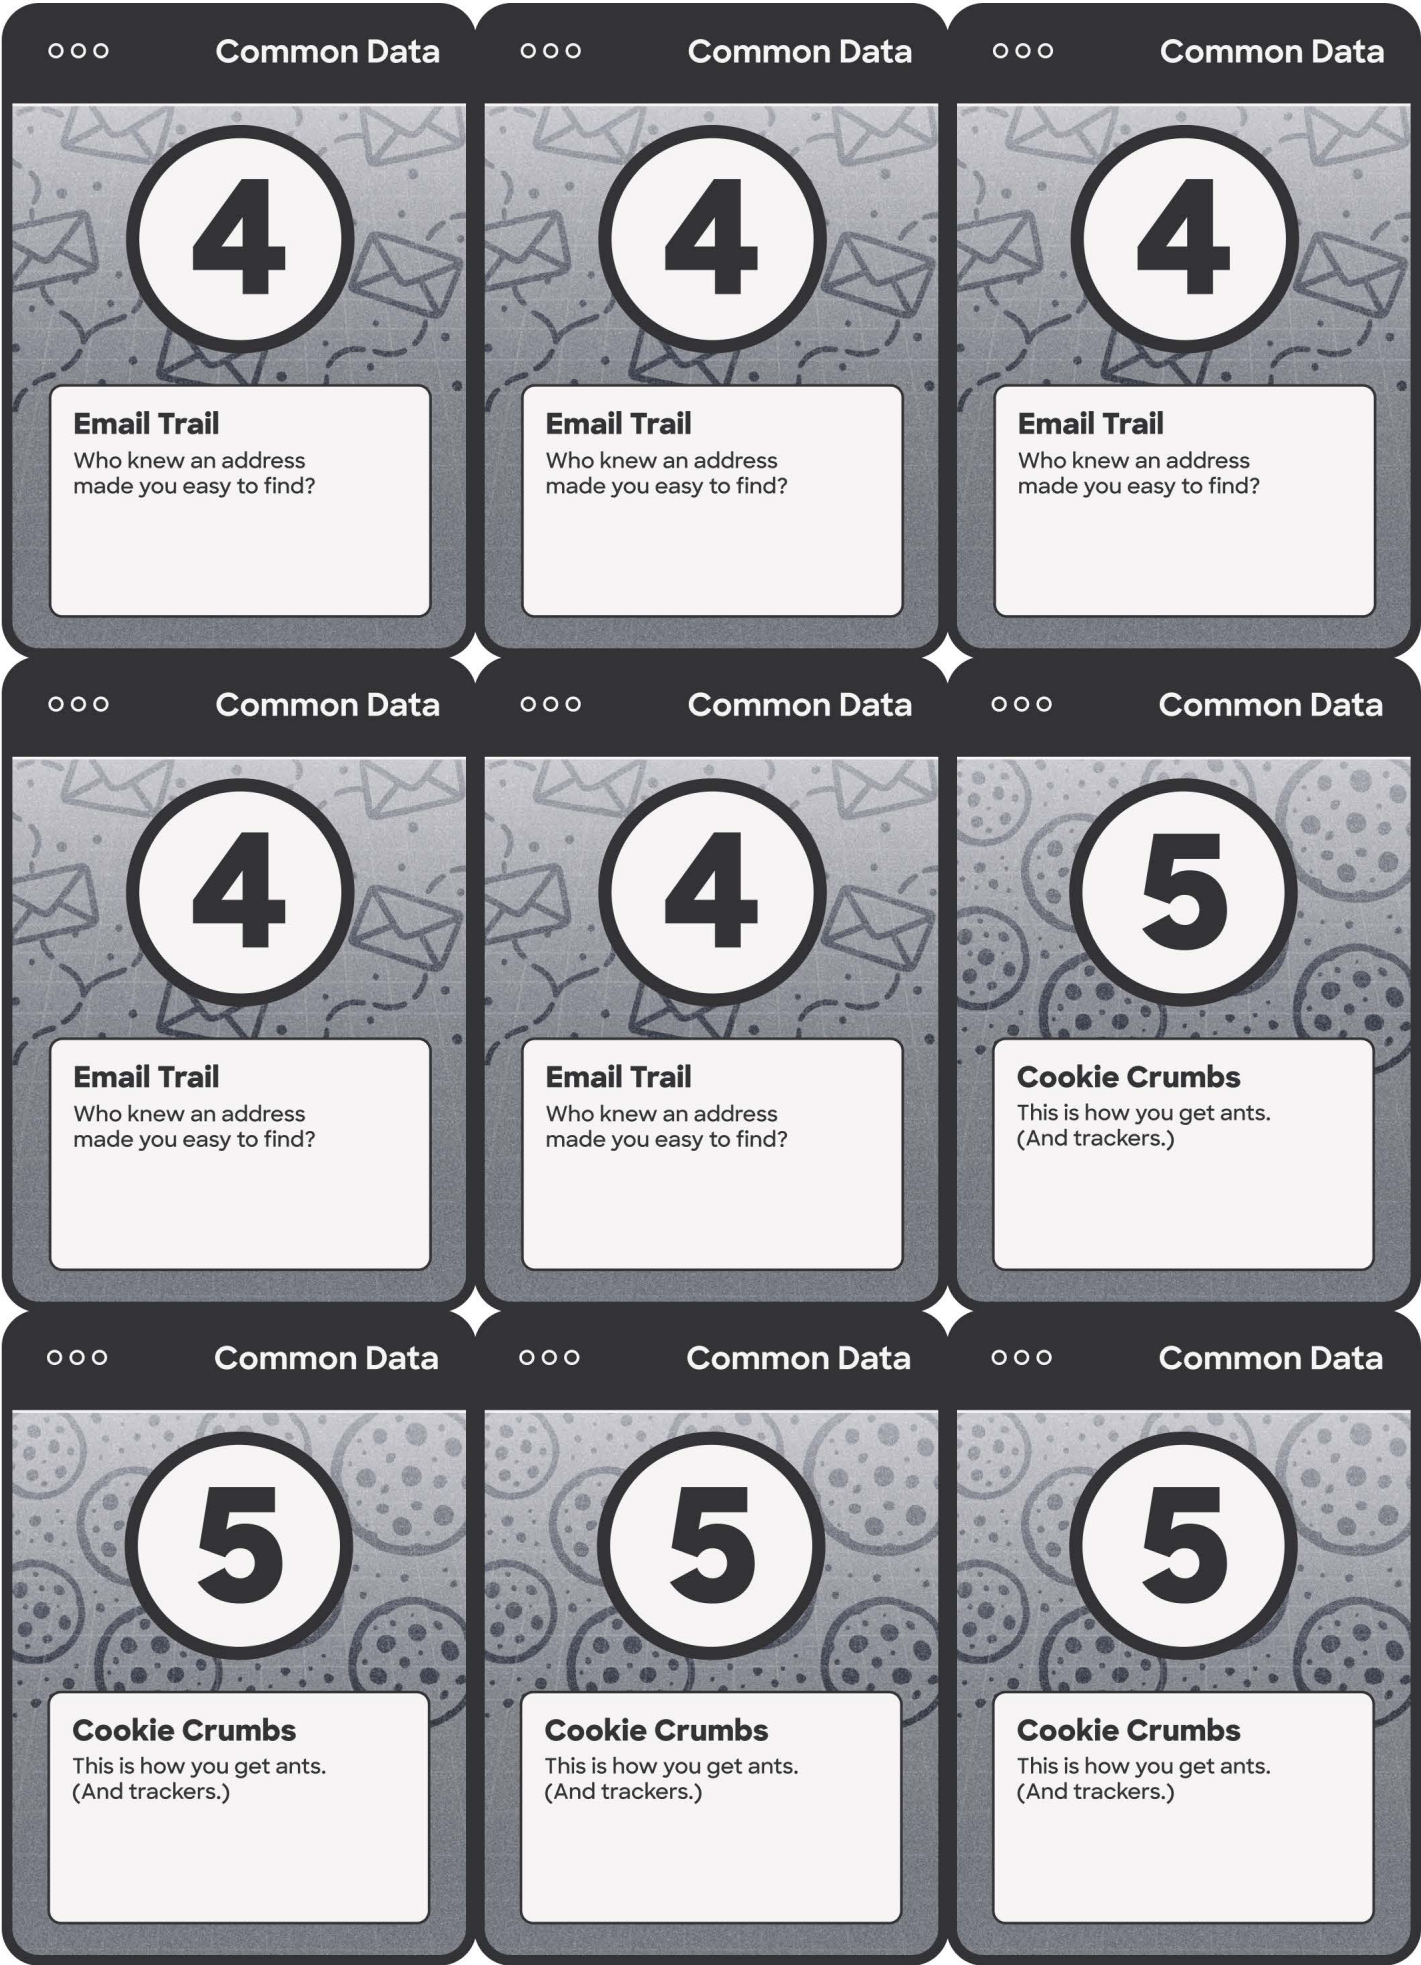 Common Data
4
Email Trail
Who knew an address
made you easy to find?
Common Data
4
Email Trail
Who knew an address
made you easy to find?
Common Data
4
Email Trail
Who knew an address
made you easy to find?
Common Data
4
Email Trail
Who knew an address
made you easy to find?
Common Data
4
Email Trail
Who knew an address
made you easy to find?
Common Data
5
Cookie Crumbs
This is how you get ants.
(And trackers.)
Common Data
5
Cookie Crumbs
This is how you get ants.
(And trackers.)
Common Data
5
Cookie Crumbs
This is how you get ants.
(And trackers.)
Common Data
5
Cookie Crumbs
This is how you get ants.
(And trackers.)